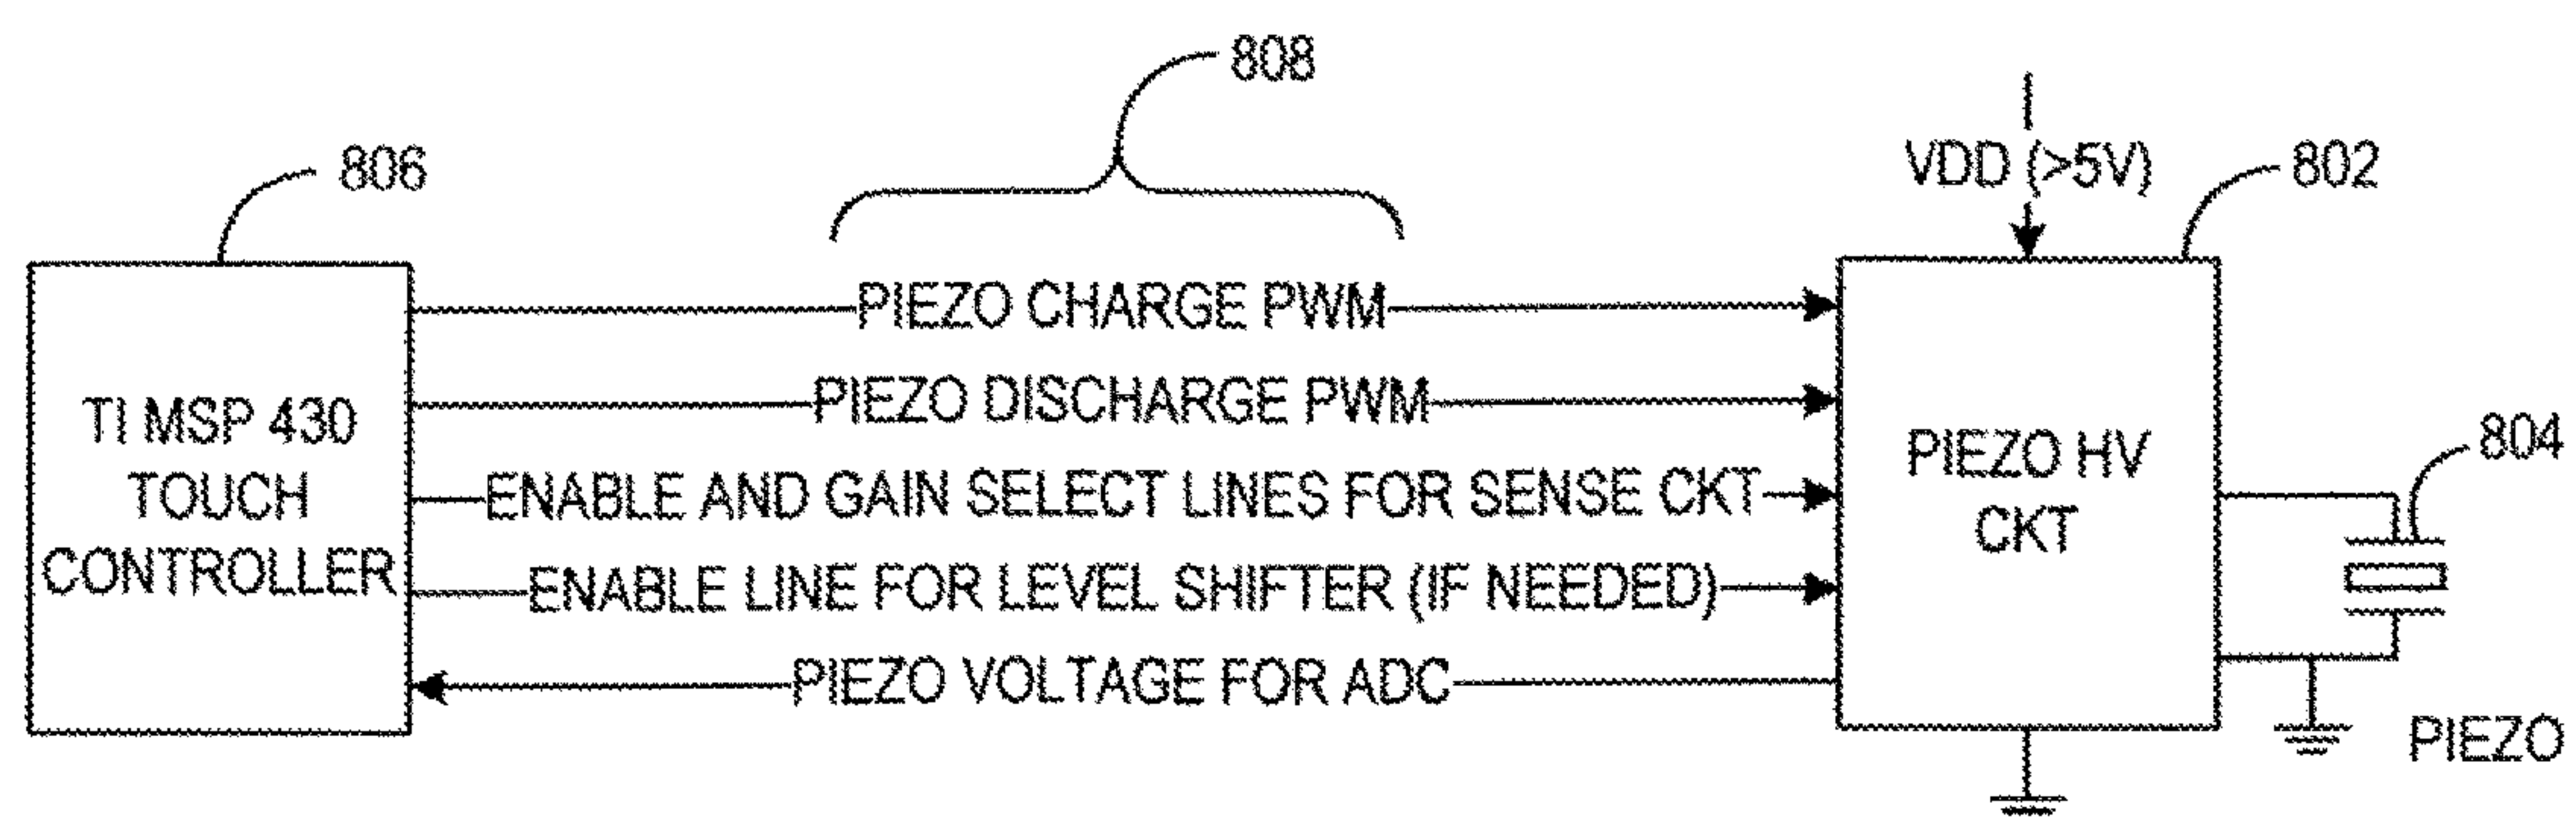 808
806
VDD (>5V)
802
PIEZO CHARGE PWM
PIEZO DISCHARGE PWM
TI MSP 430
TOUCH
CONTROLLER
ENABLE AND GAIN SELECT LINES FOR SENSE CKT
ENABLE LINE FOR LEVEL SHIFTER (IF NEEDED)
PIEZO VOLTAGE FOR ADC
PIEZO HV
CKT
804
PIEZO